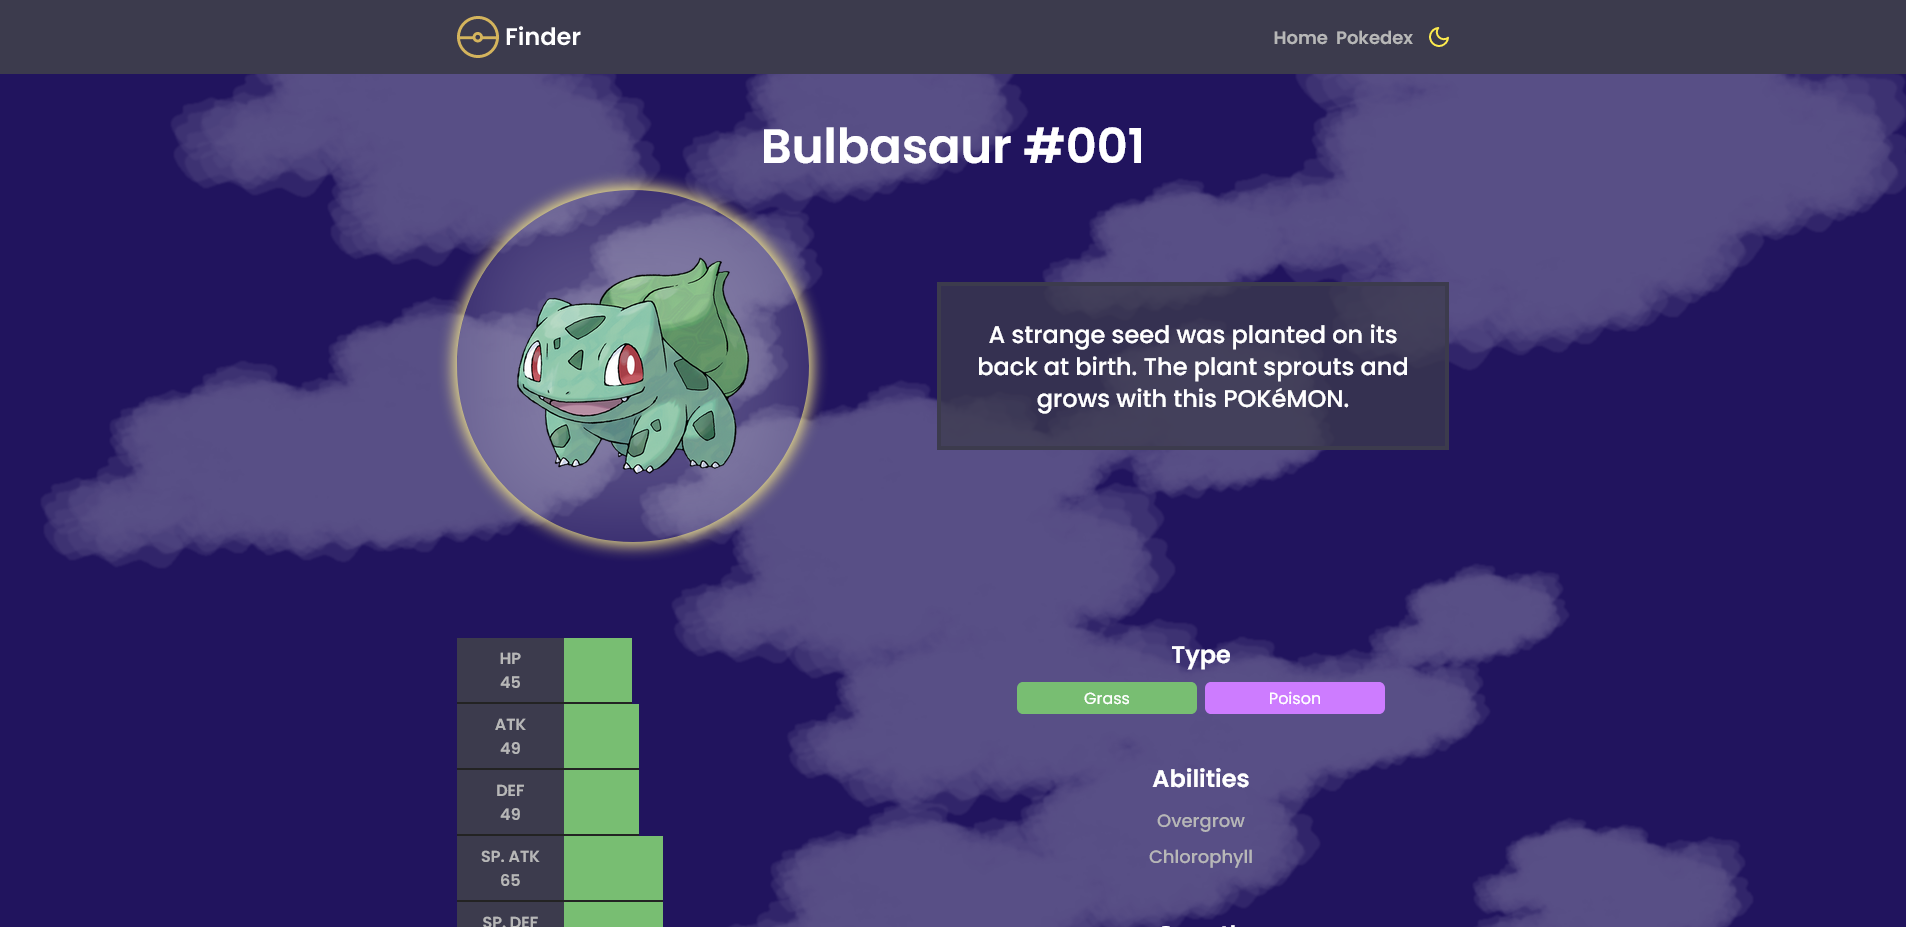 Finder
Home Pokedex
Bulbasaur #001
A strange seed was planted on its
back at birth. The plant sprouts and
grows with this POKéMON.
HP
45
ATK
49
DEF
49
SP. ATK
65
SP. DEF
Type
Grass Poison
Abilities
Overgrow
Chlorophyll